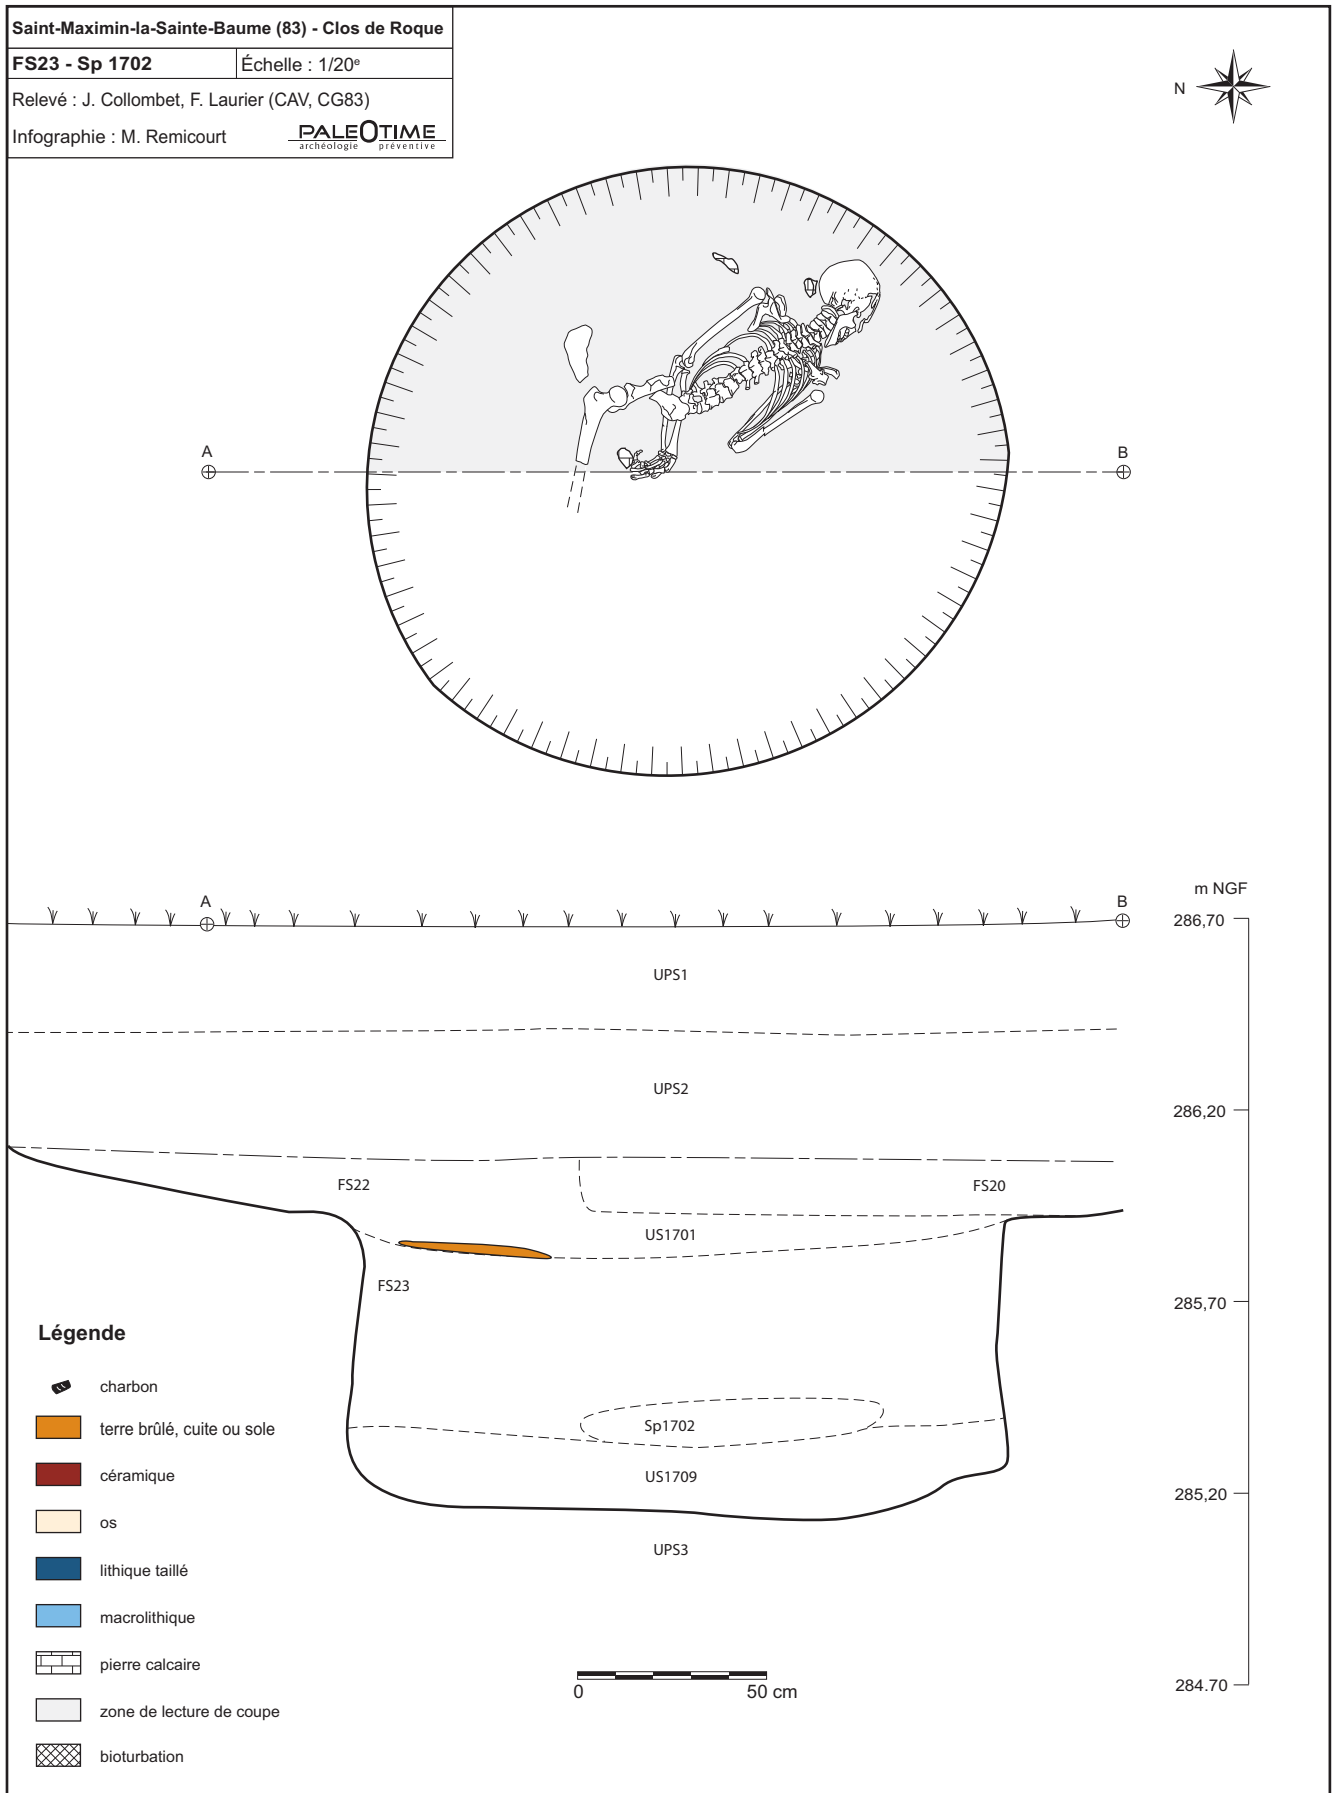 Saint-Maximin-la-Sainte-Baume (83) - Clos de Roque
FS23 - Sp 1702
Échelle : 1/20e
Relevé : J. Collombet, F. Laurier (CAV, CG83)
Infographie : M. Remicourt
PALEOTIME
archéologie préventive
N
A
B
m NGF
A
B
286,70
UPS1
UPS2
286,20
FS22
FS20
US1701
FS23
285,70
Légende
charbon
terre brûlé, cuite ou sole
Sp1702
céramique
US1709
285,20
os
UPS3
lithique taillé
macrolithique
pierre calcaire
0
50 cm
284.70
zone de lecture de coupe
bioturbation